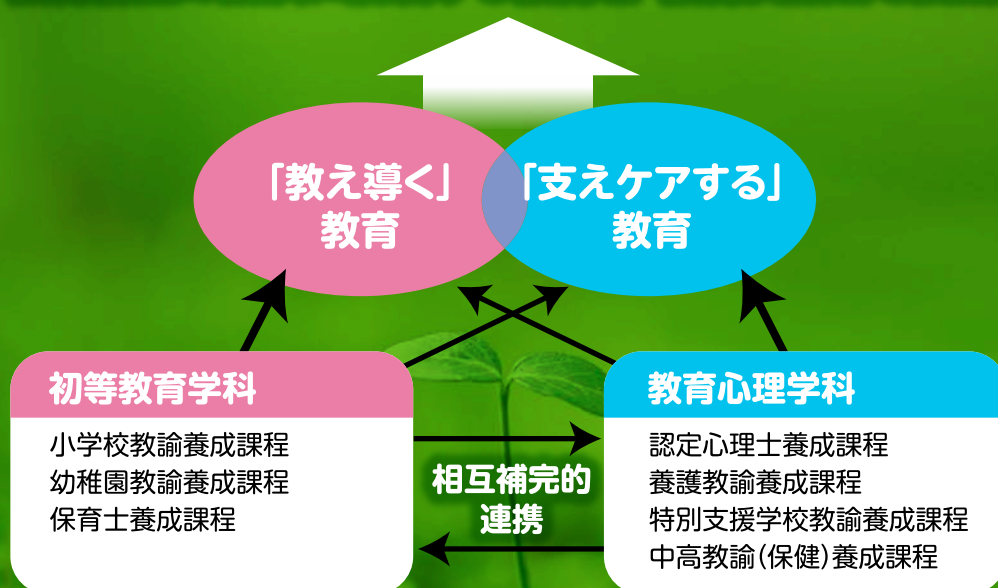 「教え導く」
教育
「支えケアする」
教育
初等教育学科
小学校教諭養成課程
幼稚園教諭養成課程
保育士養成課程
相互補完的
連携
教育心理学科
認定心理士養成課程
養護教諭養成課程
特別支援学校教諭養成課程
中高教諭(保健)養成課程